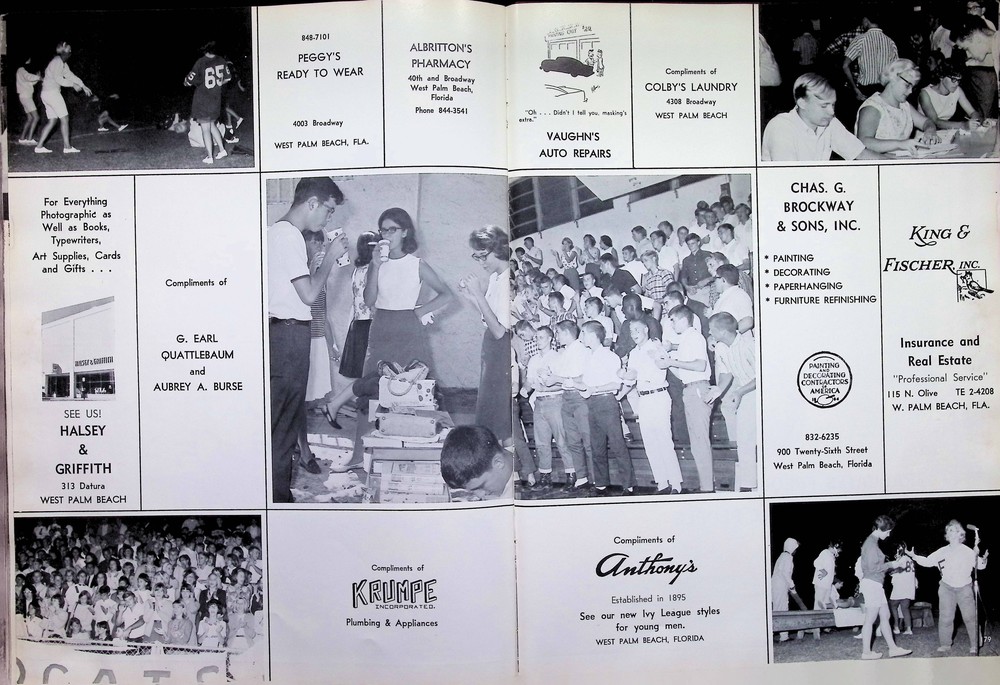 65
848-7101
PEGGY'S
READY TO WEAR
4003 Broadway
WEST PALM BEACH, FLA.
ALBRITTON'S
PHARMACY
40th and Broadway
West Palm Beach,
Florida
Phone 844-3541
"Oh . . . Didn't I tell you, masking's
extra."
VAUGHN'S
AUTO REPAIRS
Compliments of
COLBY'S LAUNDRY
4308 Broadway
WEST PALM BEACH
For Everything
Photographic as
Well as Books,
Typewriters,
Art Supplies, Cards
and Gifts . . .
HALSEY & GRIFFITH
SEE US!
HALSEY
&
GRIFFITH
313 Datura
WEST PALM BEACH
Compliments of
G. EARL
QUATTLEBAUM
and
AUBREY A. BURSE
CHAS. G.
BROCKWAY
& SONS, INC.
* PAINTING
* DECORATING
* PAPERHANGING
* FURNITURE REFINISHING
PAINTING
AND
DECORATING
CONTRACTORS
OF
AMERICA
832-6235
900 Twenty-Sixth Street
West Palm Beach, Florida
KING &
FISCHER INC.
Insurance and
Real Estate
"Professional Service"
115 N. Olive TE 2-4208
W. PALM BEACH, FLA.
CATS
Compliments of
KRUMPE
INCORPORATED.
Plumbing & Appliances
Compliments of
Anthony's
Established in 1895
See our new Ivy League styles
for young men.
WEST PALM BEACH, FLORIDA
F
79